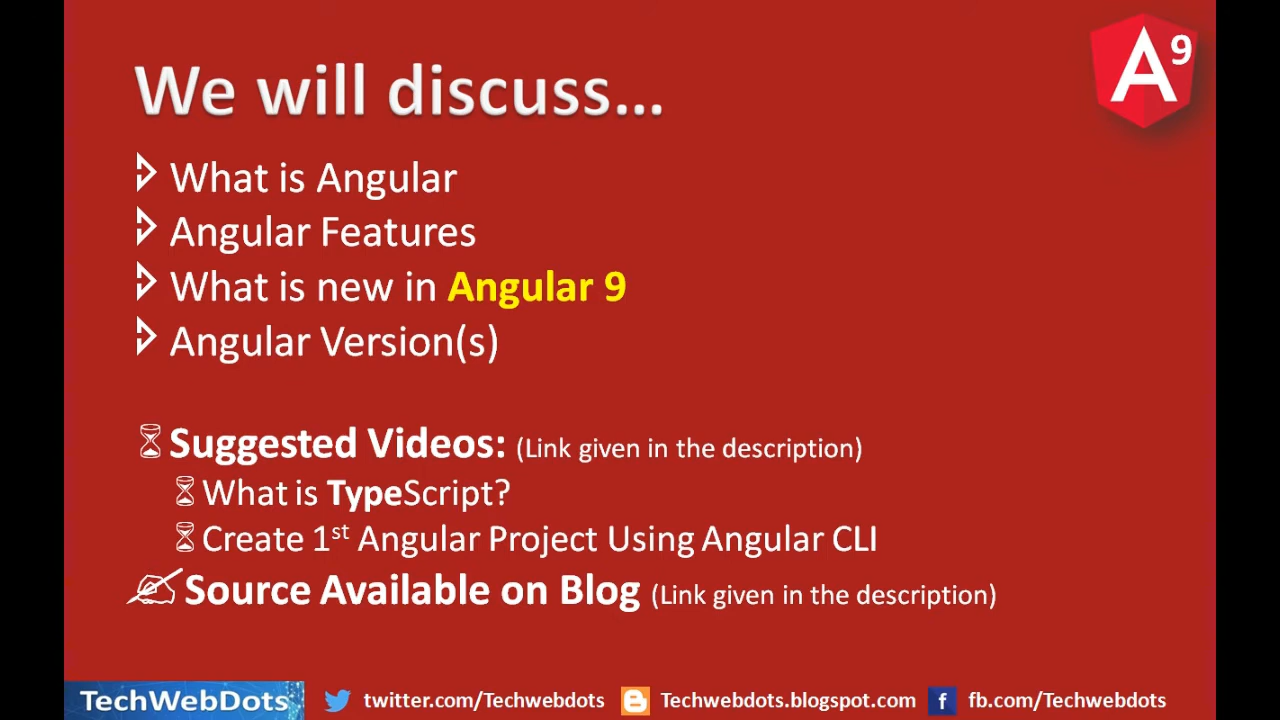 We will discuss...
A9
What is Angular
Angular Features
What is new in Angular 9
Angular Version(s)
Suggested Videos: (Link given in the description)
What is TypeScript?
Create 1st Angular Project Using Angular CLI
Source Available on Blog (Link given in the description)
TechWebDots twitter.com/Techwebdots Techwebdots.blogspot.com fb.com/Techwebdots